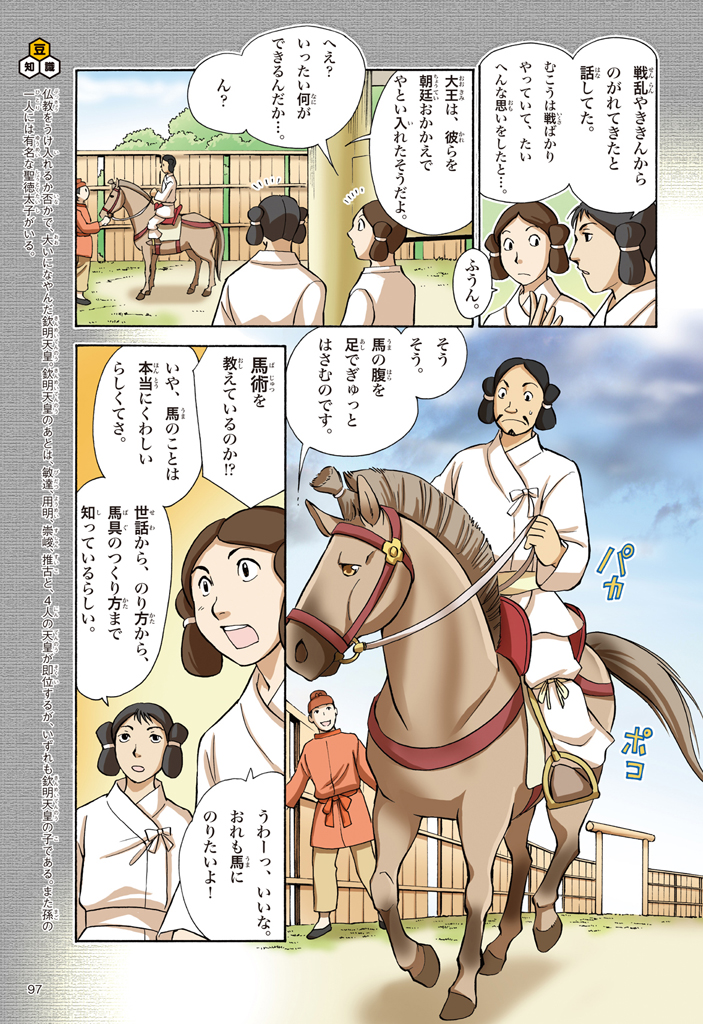 戦乱やききんから
のがれてきたと
話してた。
むこうは戦ばかり
やっていて、たい
へんな思いをしたと…。
ふうん。
大王は、彼らを
朝廷おかかえで
やとい入れたそうだよ。
へえ?
いったい何が
できるんだか…。
ん?
そう
そう。
馬の腹を
足でぎゅっと
はさむのです。
パカ
ポコ
馬術を
教えているのか!?
いや、馬のことは
本当にくわしい
らしくてさ。
世話から、のり方から、
馬具のつくり方まで
知っているらしい。
うわーっ、いいな。
おれも馬に
のりたいよ!
豆知識
仏教をうけ入れるか否かで、大いになやんだ欽明天皇。欽明天皇のあとは、敏達、用明、崇峻、推古と、4人の天皇が即位するが、いずれも欽明天皇の子である。また孫の
一人には有名な聖徳太子がいる。
97